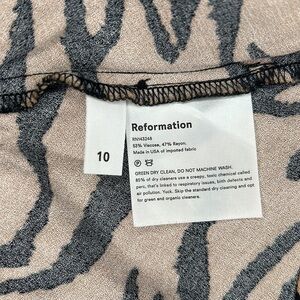 Reformation
RN143248
53% Viscose, 47% Rayon.
Made in USA of imported fabric
GREEN DRY CLEAN, DO NOT MACHINE WASH.
85% of dry cleaners use a creepy, toxic chemical called
perc, that's linked to respiratory issues, birth defects and
air pollution. Yuck. Skip the standard dry cleaning and opt
for green and organic cleaners.
10